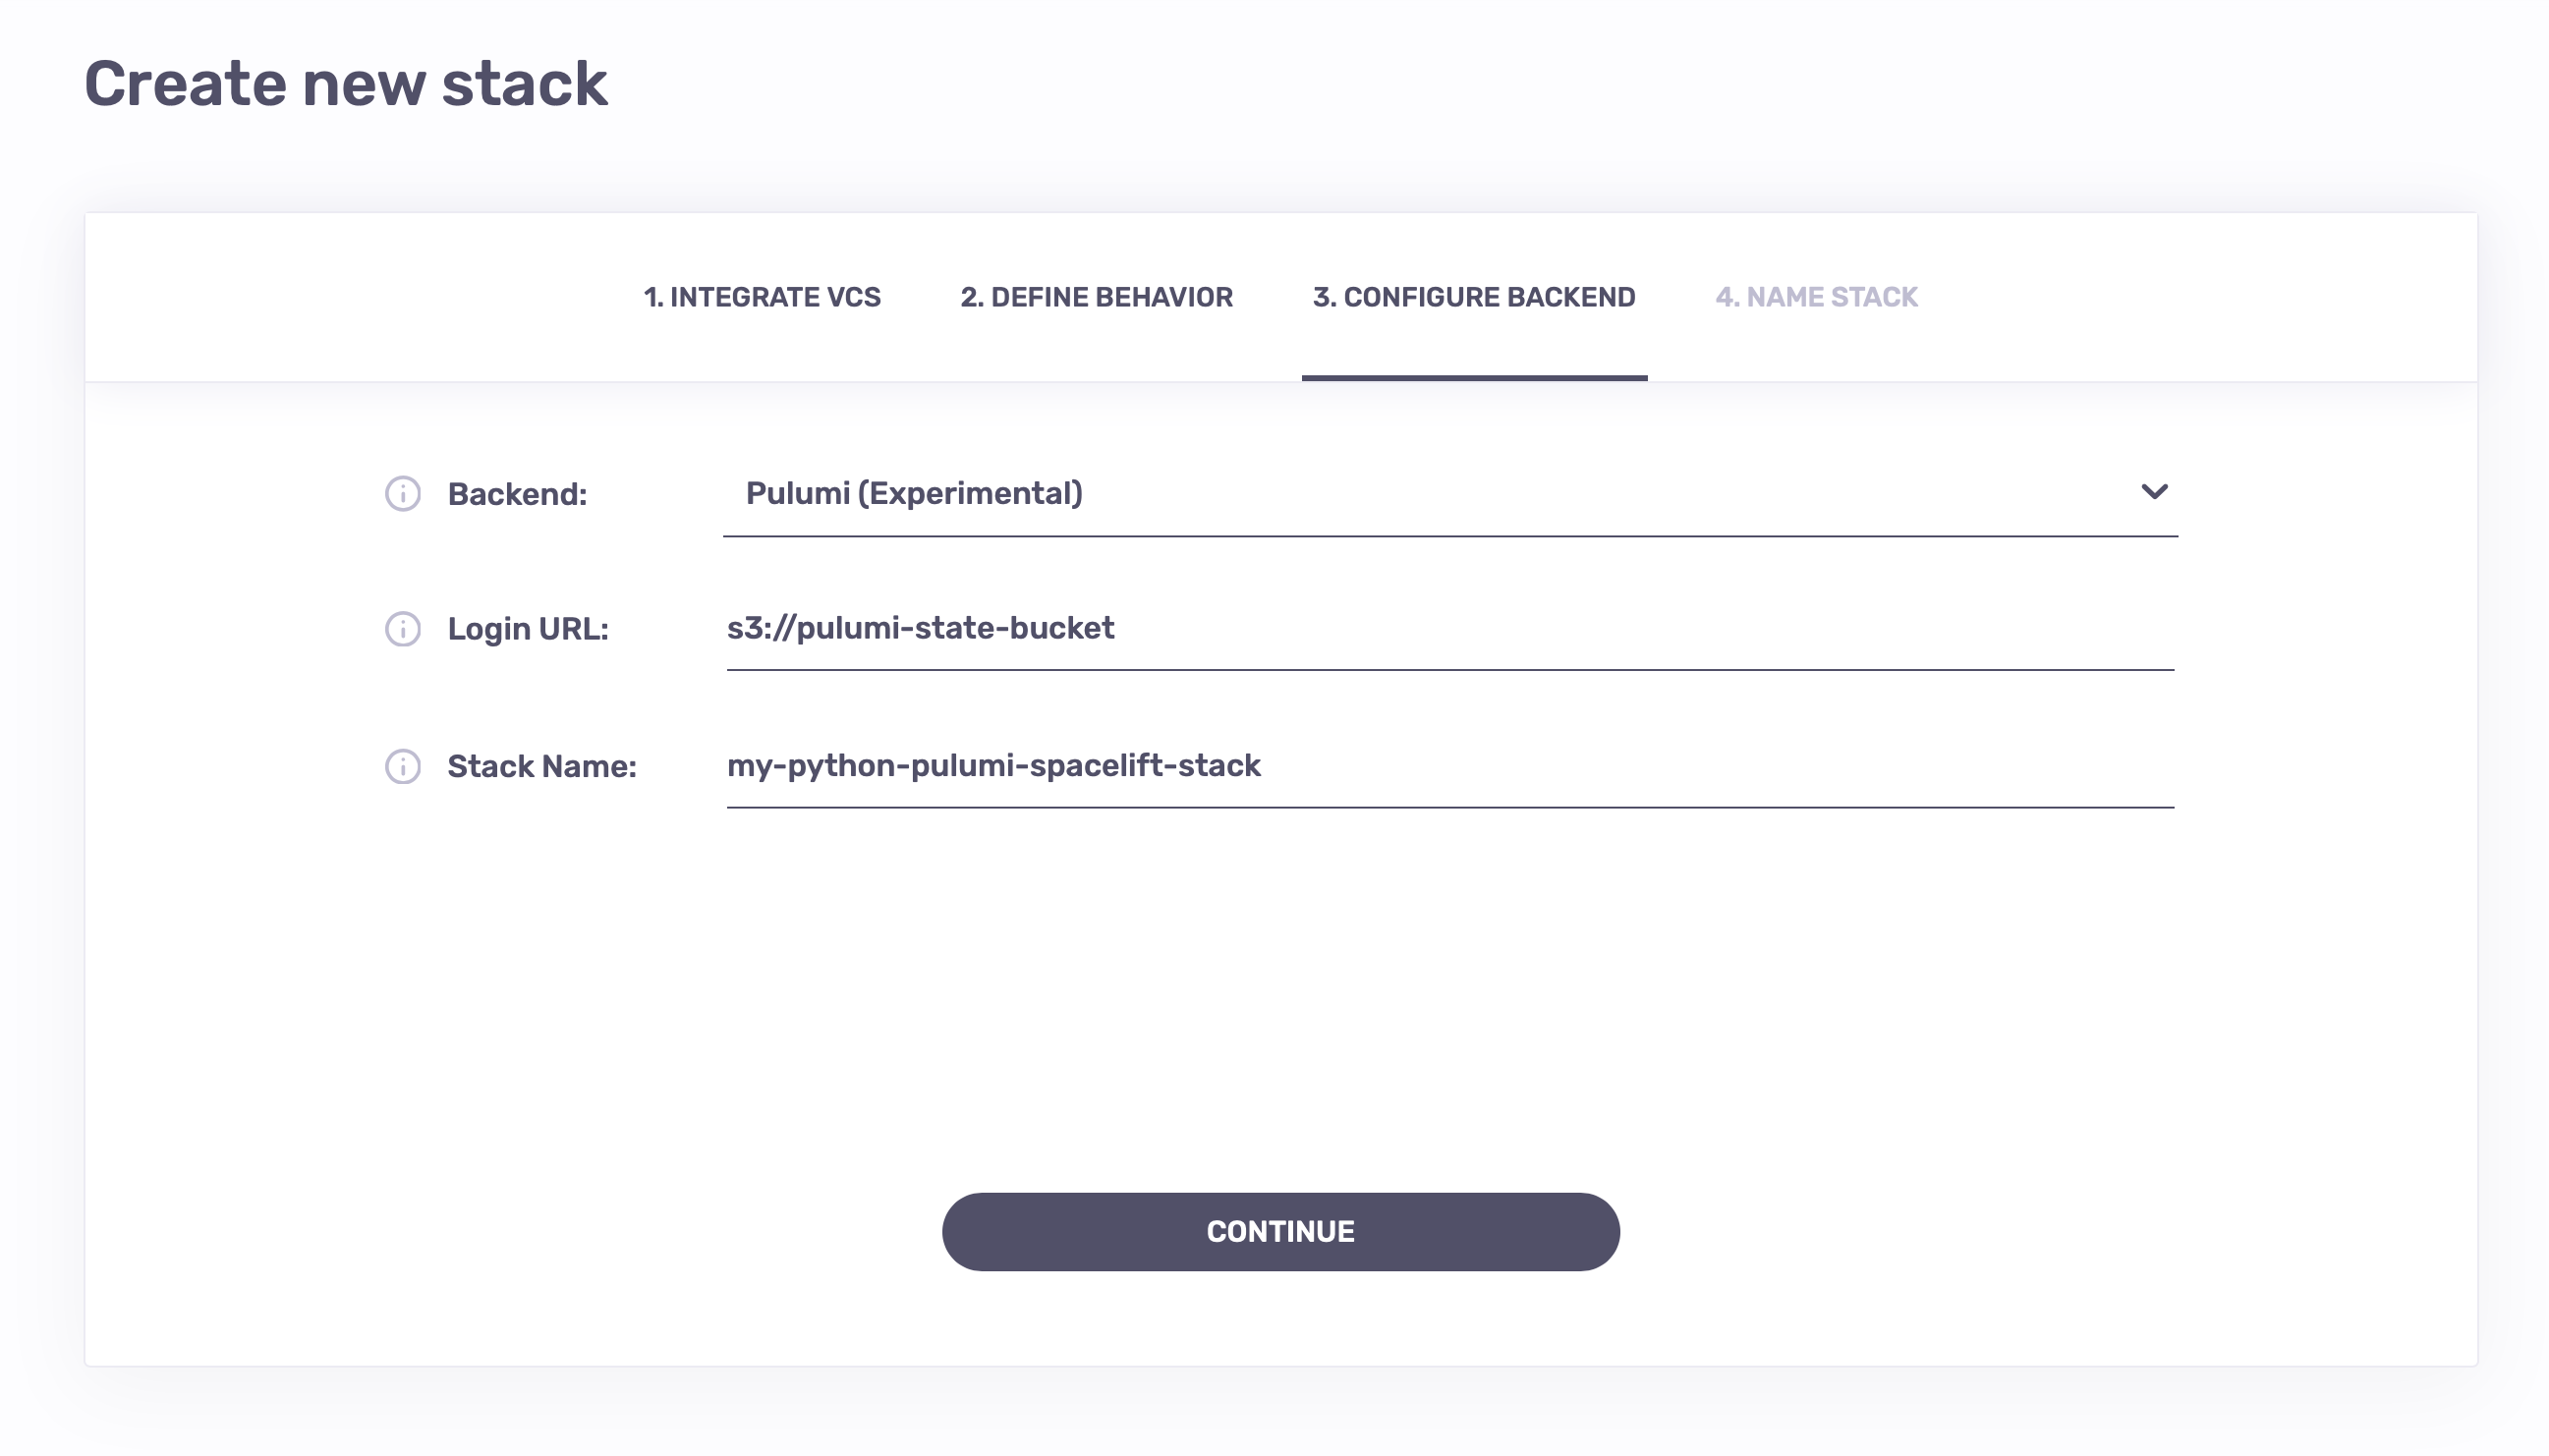 Create new stack
1. INTEGRATE VCS 2. DEFINE BEHAVIOR 3. CONFIGURE BACKEND 4. NAME STACK
Backend: Pulumi (Experimental)
Login URL: s3://pulumi-state-bucket
Stack Name: my-python-pulumi-spacelift-stack
CONTINUE